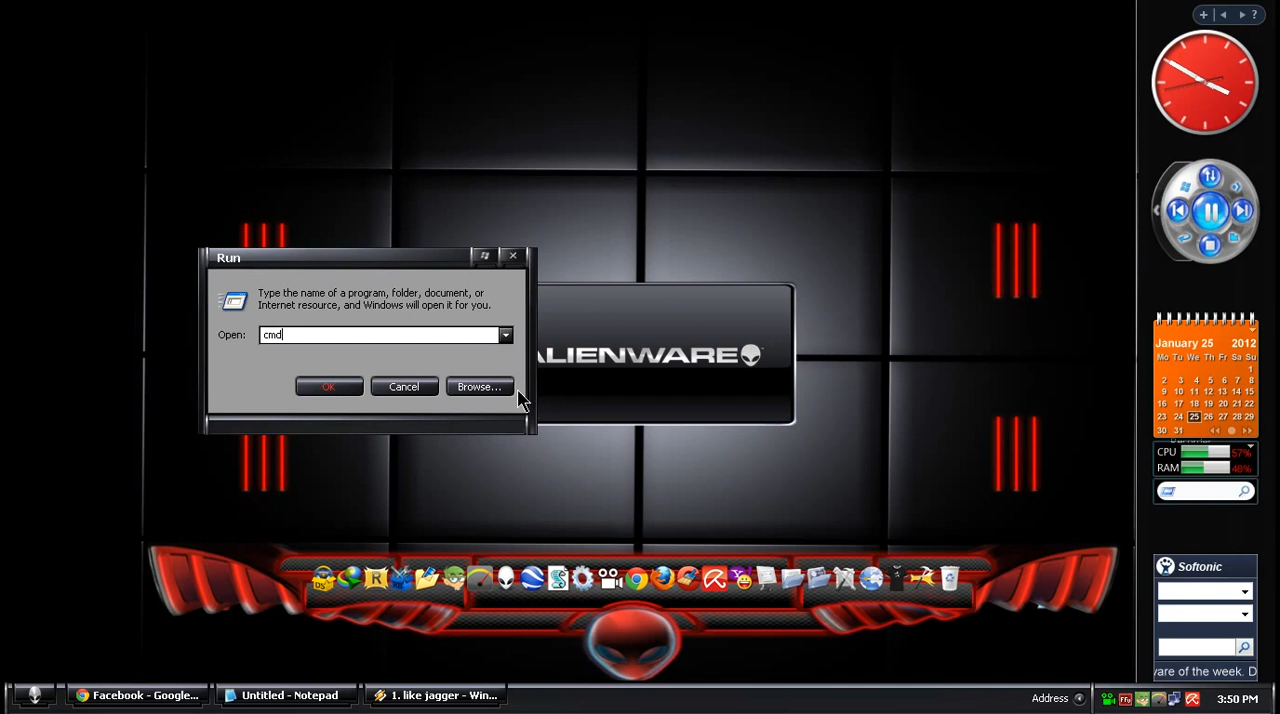 Run
Type the name of a program, folder, document, or
Internet resource, and Windows will open it for you.
Open:
cmd
OK
Cancel
Browse...
ALIENWARE
?
January 25 2012
Mo Tu We Th Fr Sa Su
1
2 3 4 5 6 7 8
9 10 11 12 13 14 15
16 17 18 19 20 21 22
23 24 25 26 27 28 29
30 31
CPU 57%
RAM 48%
Softonic
ware of the week. D
Facebook - Google...
Untitled - Notepad
1. like jagger - Win...
Address
3:50 PM